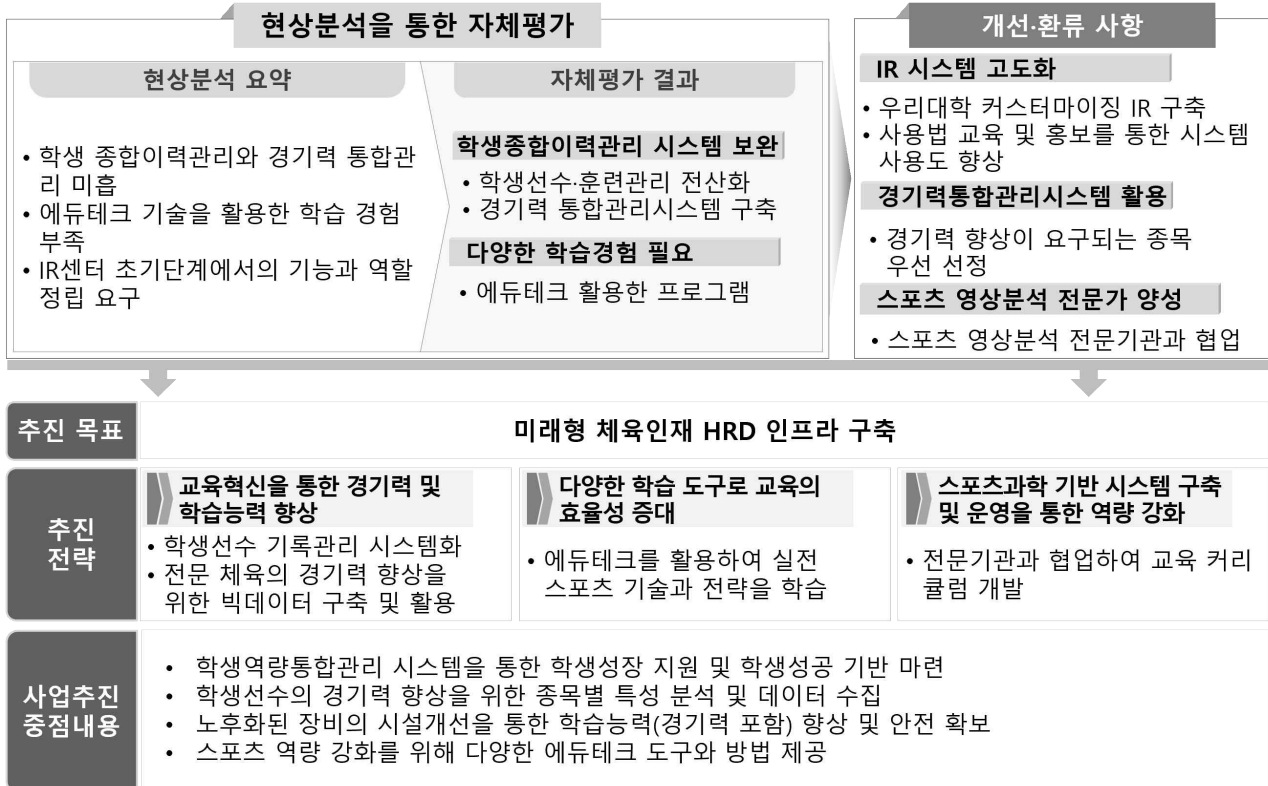 현상분석을 통한 자체평가
현상분석 요약
• 학생 종합이력관리와 경기력 통합관
리 미흡
• 에듀테크 기술을 활용한 학습 경험
부족
• IR센터 초기단계에서의 기능과 역할
정립 요구
자체평가 결과
학생종합이력관리 시스템 보완
• 학생선수·훈련관리 전산화
• 경기력 통합관리시스템 구축
다양한 학습경험 필요
• 에듀테크 활용한 프로그램
개선·환류 사항
IR 시스템 고도화
• 우리대학 커스터마이징 IR 구축
• 사용법 교육 및 홍보를 통한 시스템
사용도 향상
경기력통합관리시스템 활용
• 경기력 향상이 요구되는 종목
우선 선정
스포츠 영상분석 전문가 양성
• 스포츠 영상분석 전문기관과 협업
추진 목표
미래형 체육인재 HRD 인프라 구축
추진
전략
교육혁신을 통한 경기력 및
학습능력 향상
• 학생선수 기록관리 시스템화
• 전문 체육의 경기력 향상을
위한 빅데이터 구축 및 활용
다양한 학습 도구로 교육의
효율성 증대
• 에듀테크를 활용하여 실전
스포츠 기술과 전략을 학습
스포츠과학 기반 시스템 구축
및 운영을 통한 역량 강화
• 전문기관과 협업하여 교육 커리
큘럼 개발
사업추진
중점내용
• 학생역량통합관리 시스템을 통한 학생성장 지원 및 학생성공 기반 마련
• 학생선수의 경기력 향상을 위한 종목별 특성 분석 및 데이터 수집
• 노후화된 장비의 시설개선을 통한 학습능력(경기력 포함) 향상 및 안전 확보
• 스포츠 역량 강화를 위해 다양한 에듀테크 도구와 방법 제공